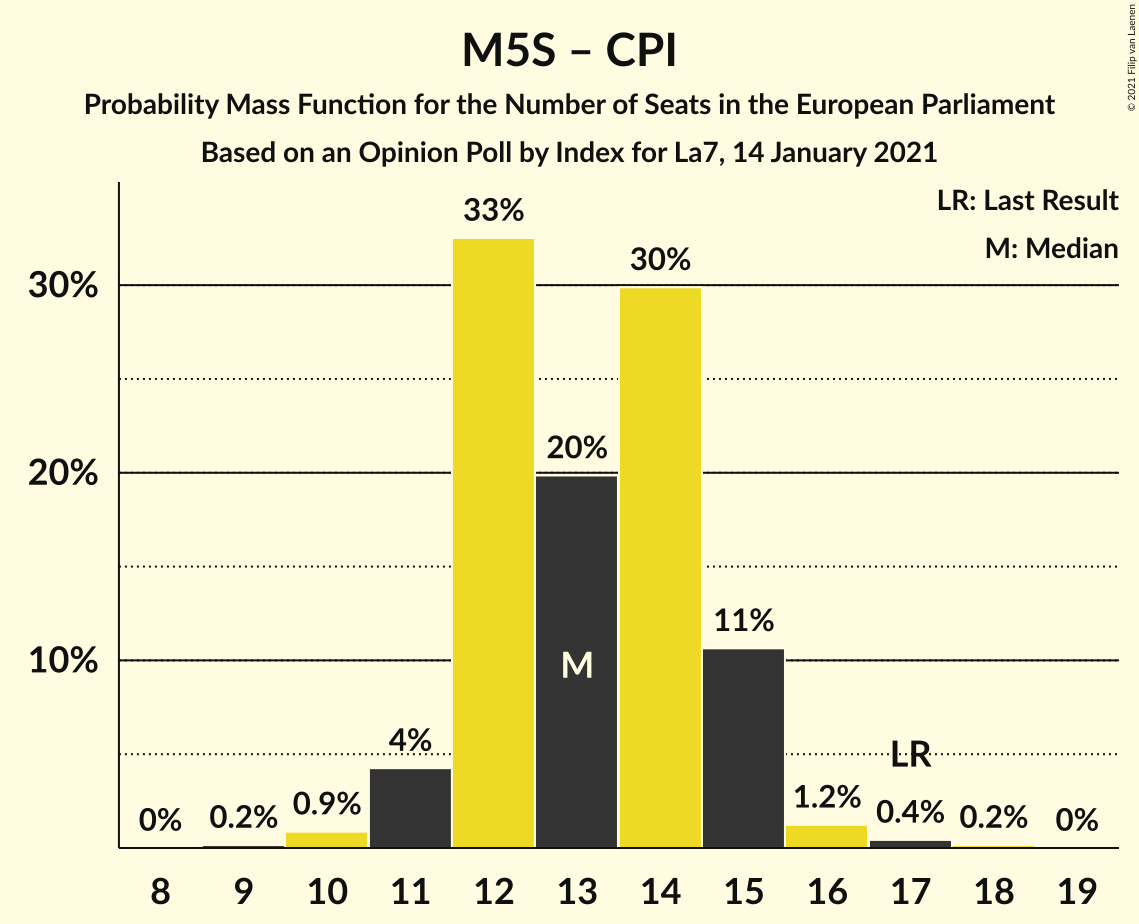 M5S – CPI
Probability Mass Function for the Number of Seats in the European Parliament
Based on an Opinion Poll by Index for La7, 14 January 2021
© 2021 Filip van Laenen
LR: Last Result
M: Median
30%
20%
10%
0%
0.2%
0.9%
4%
33%
20%
M
30%
11%
1.2%
LR
0.4%
0.2%
0%
8 9 10 11 12 13 14 15 16 17 18 19